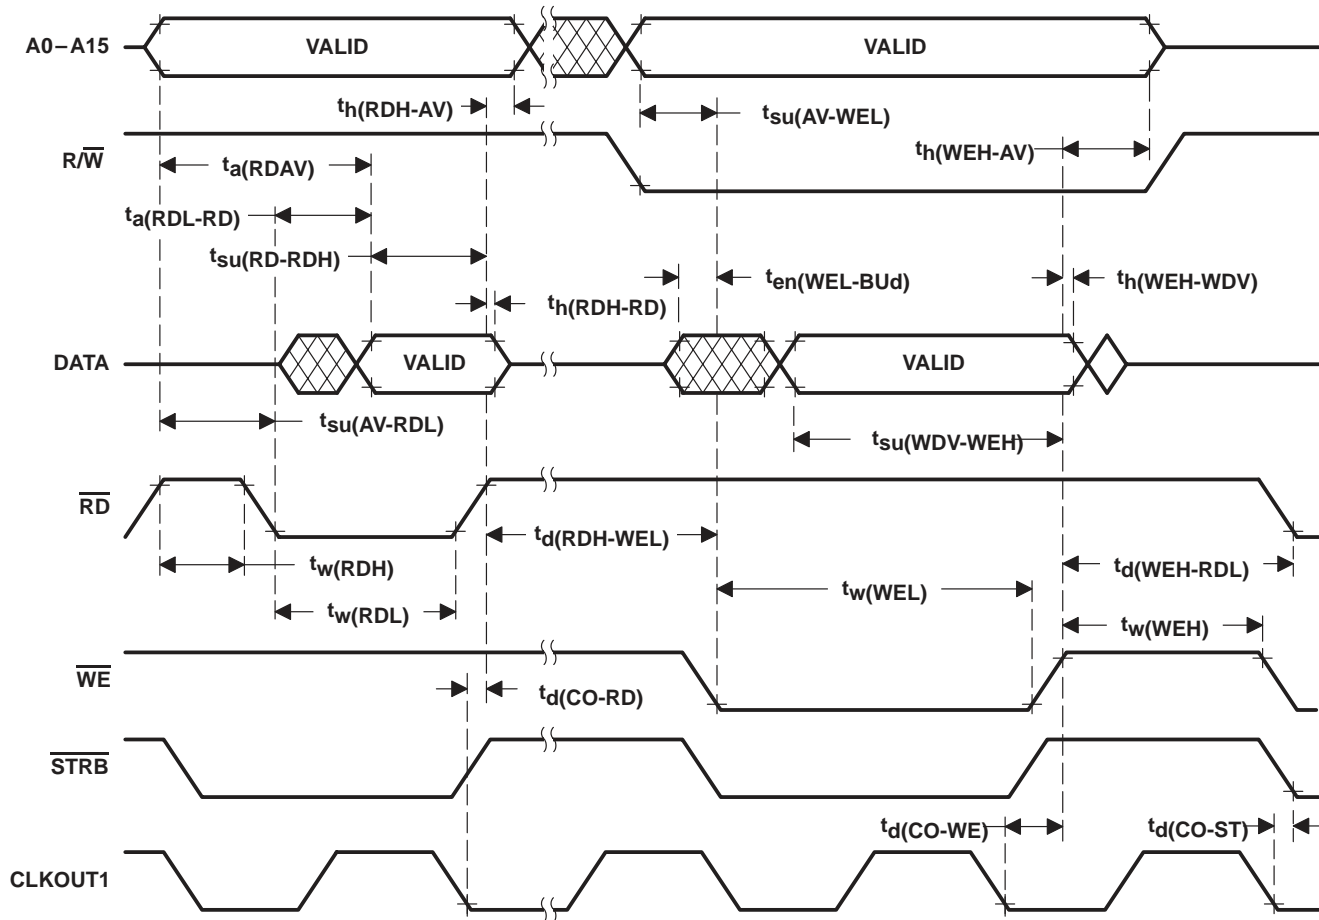 A0–A15
VALID
VALID
th(RDH-AV)
tsu(AV-WEL)
R/W̅
ta(RDAV)
th(WEH-AV)
ta(RDL-RD)
tsu(RD-RDH)
ten(WEL-BUd)
th(WEH-WDV)
th(RDH-RD)
DATA
VALID
VALID
tsu(AV-RDL)
tsu(WDV-WEH)
R̅D̅
td(RDH-WEL)
tw(RDH)
td(WEH-RDL)
tw(WEL)
tw(RDL)
tw(WEH)
W̅E̅
td(CO-RD)
S̅T̅R̅B̅
td(CO-WE)
td(CO-ST)
CLKOUT1